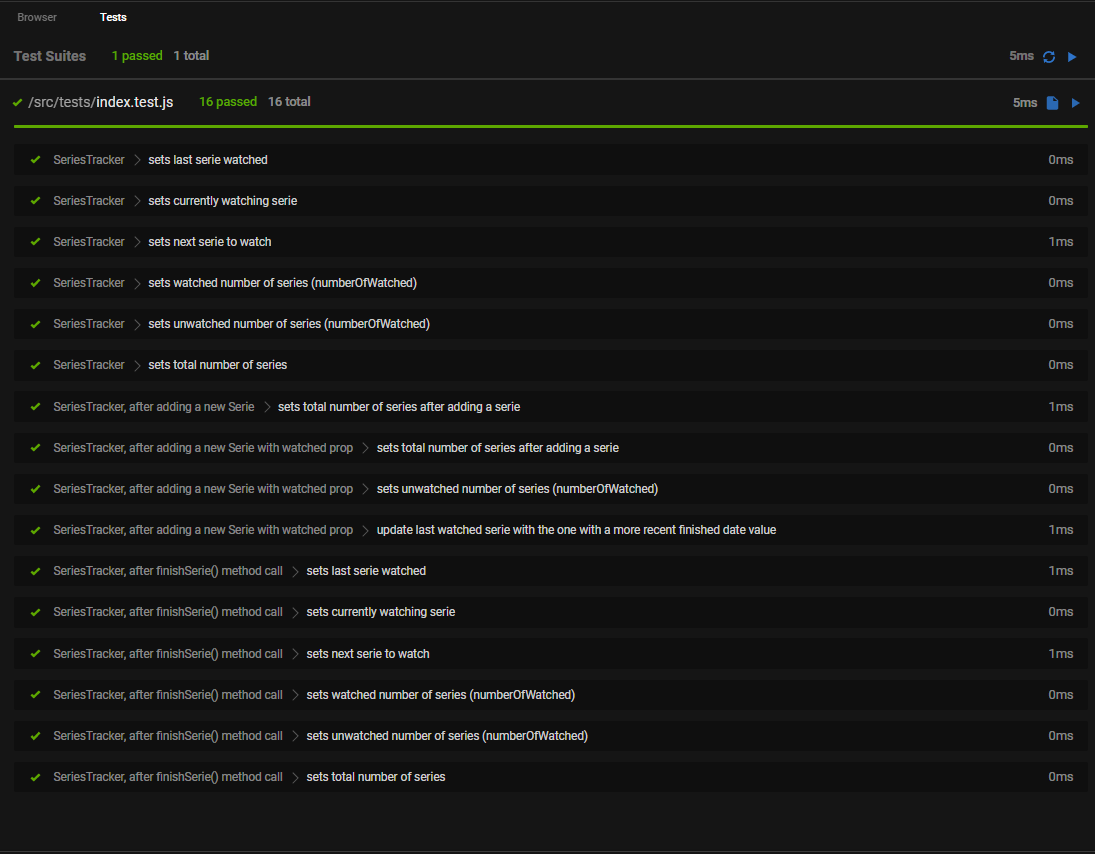 Browser Tests
Test Suites 1 passed 1 total 5ms
/src/tests/index.test.js 16 passed 16 total 5ms
SeriesTracker sets last serie watched 0ms
SeriesTracker sets currently watching serie 0ms
SeriesTracker sets next serie to watch 1ms
SeriesTracker sets watched number of series (numberOfWatched) 0ms
SeriesTracker sets unwatched number of series (numberOfWatched) 0ms
SeriesTracker sets total number of series 0ms
SeriesTracker, after adding a new Serie sets total number of series after adding a serie 1ms
SeriesTracker, after adding a new Serie with watched prop sets total number of series after adding a serie 0ms
SeriesTracker, after adding a new Serie with watched prop sets unwatched number of series (numberOfWatched) 0ms
SeriesTracker, after adding a new Serie with watched prop update last watched serie with the one with a more recent finished date value 1ms
SeriesTracker, after finishSerie() method call sets last serie watched 1ms
SeriesTracker, after finishSerie() method call sets currently watching serie 0ms
SeriesTracker, after finishSerie() method call sets next serie to watch 1ms
SeriesTracker, after finishSerie() method call sets watched number of series (numberOfWatched) 0ms
SeriesTracker, after finishSerie() method call sets unwatched number of series (numberOfWatched) 0ms
SeriesTracker, after finishSerie() method call sets total number of series 0ms